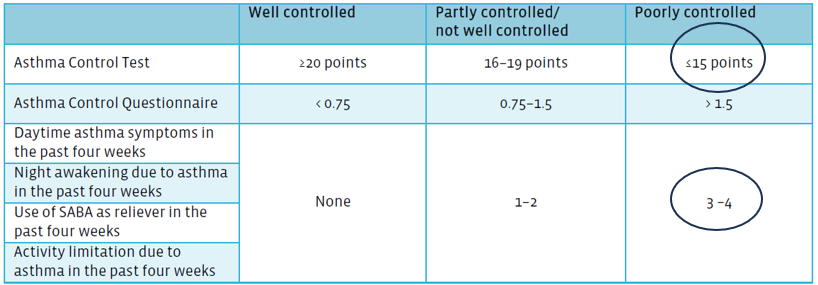 Well controlled
Partly controlled/
not well controlled
Poorly controlled
Asthma Control Test
≥20 points
16–19 points
≤15 points
Asthma Control Questionnaire
< 0.75
0.75–1.5
> 1.5
Daytime asthma symptoms in
the past four weeks
Night awakening due to asthma
in the past four weeks
Use of SABA as reliever in the
past four weeks
Activity limitation due to
asthma in the past four weeks
None
1–2
3 –4